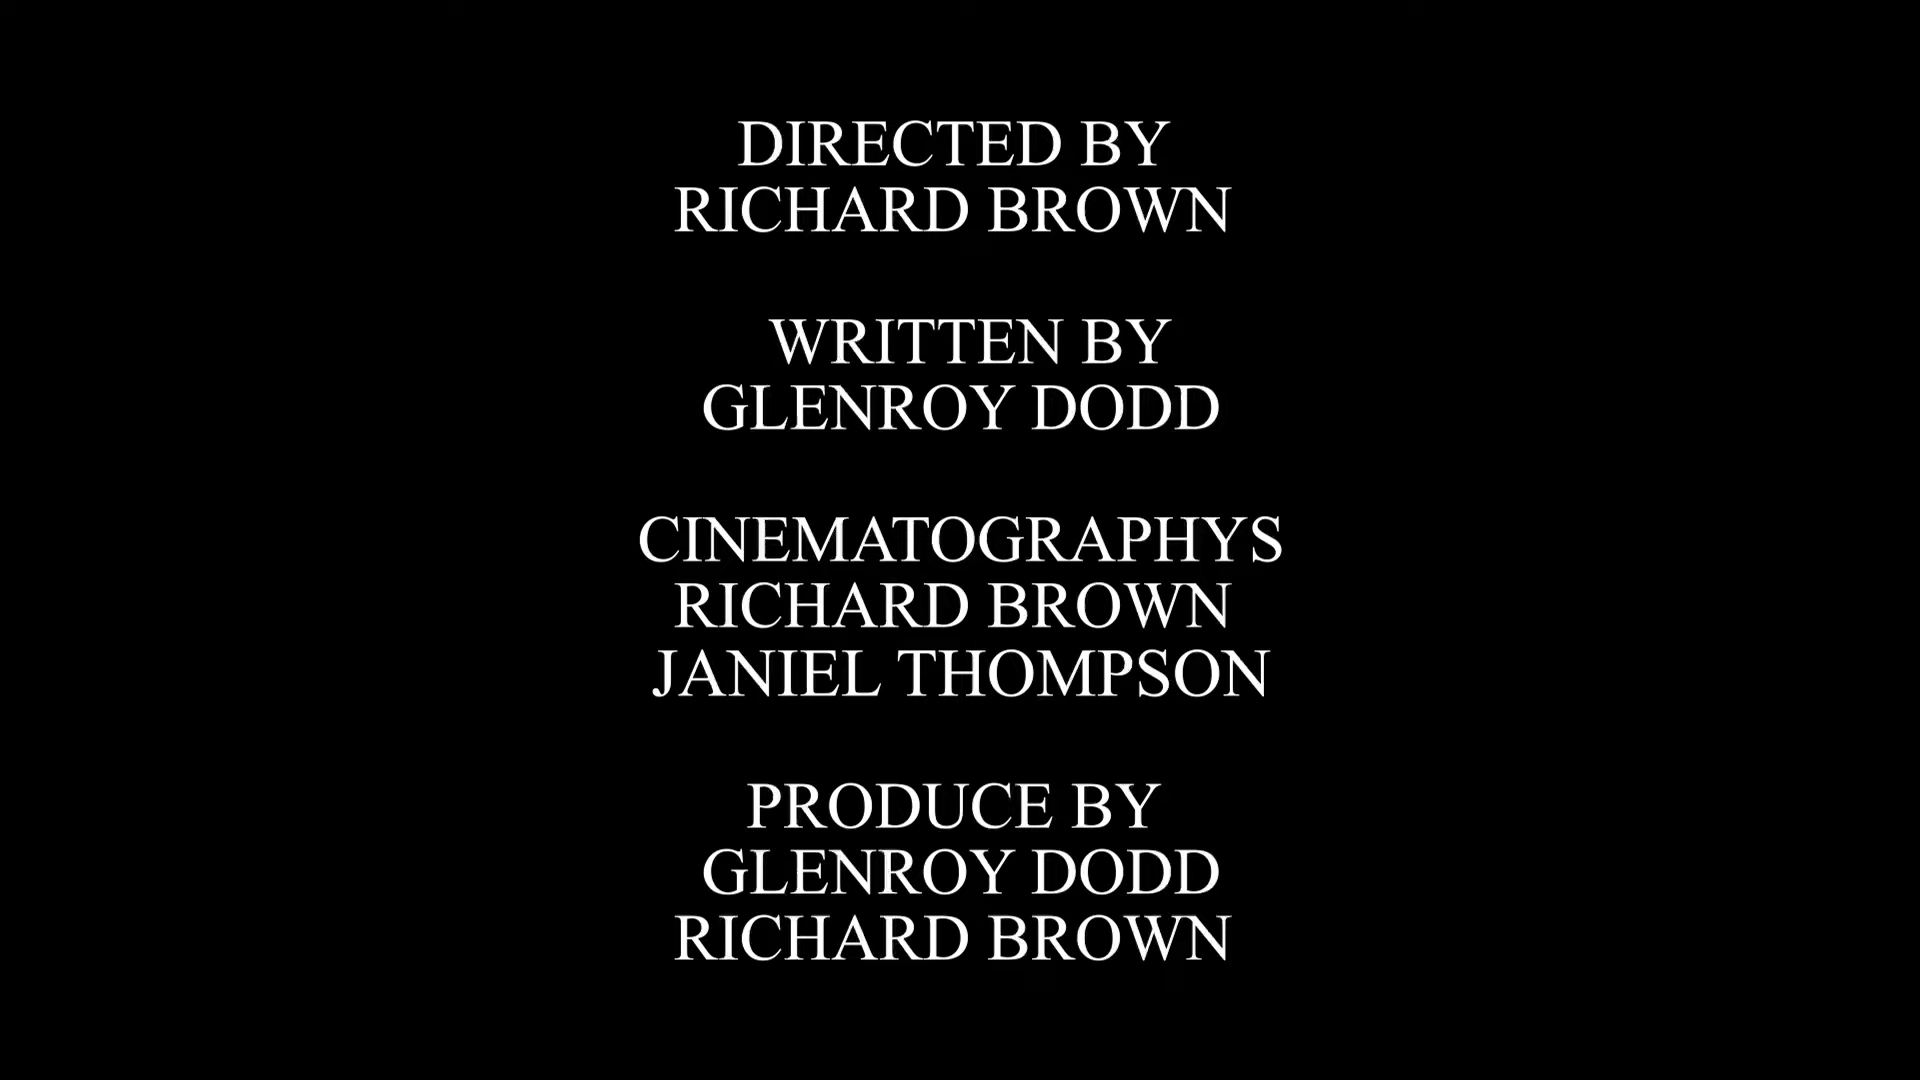 DIRECTED BY
RICHARD BROWN
WRITTEN BY
GLENROY DODD
CINEMATOGRAPHYS
RICHARD BROWN
JANIEL THOMPSON
PRODUCE BY
GLENROY DODD
RICHARD BROWN